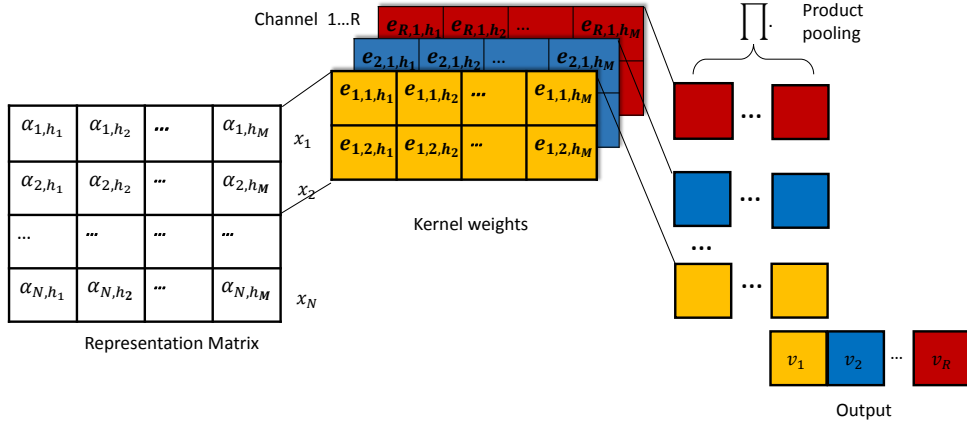 Channel 1…R
e_{R,1,h_1} e_{R,1,h_2} ... e_{R,1,h_M}
e_{2,1,h_1} e_{2,1,h_2} ... e_{2,1,h_M}
e_{1,1,h_1} e_{1,1,h_2} ... e_{1,1,h_M}
e_{1,2,h_1} e_{1,2,h_2} ... e_{1,2,h_M}
Kernel weights
α_{1,h_1} α_{1,h_2} ... α_{1,h_M} x_1
α_{2,h_1} α_{2,h_2} ... α_{2,h_M} x_2
... ... ... ...
α_{N,h_1} α_{N,h_2} ... α_{N,h_M} x_N
Representation Matrix
∏.
Product
pooling
...
...
...
...
v_1 v_2 ... v_R
Output